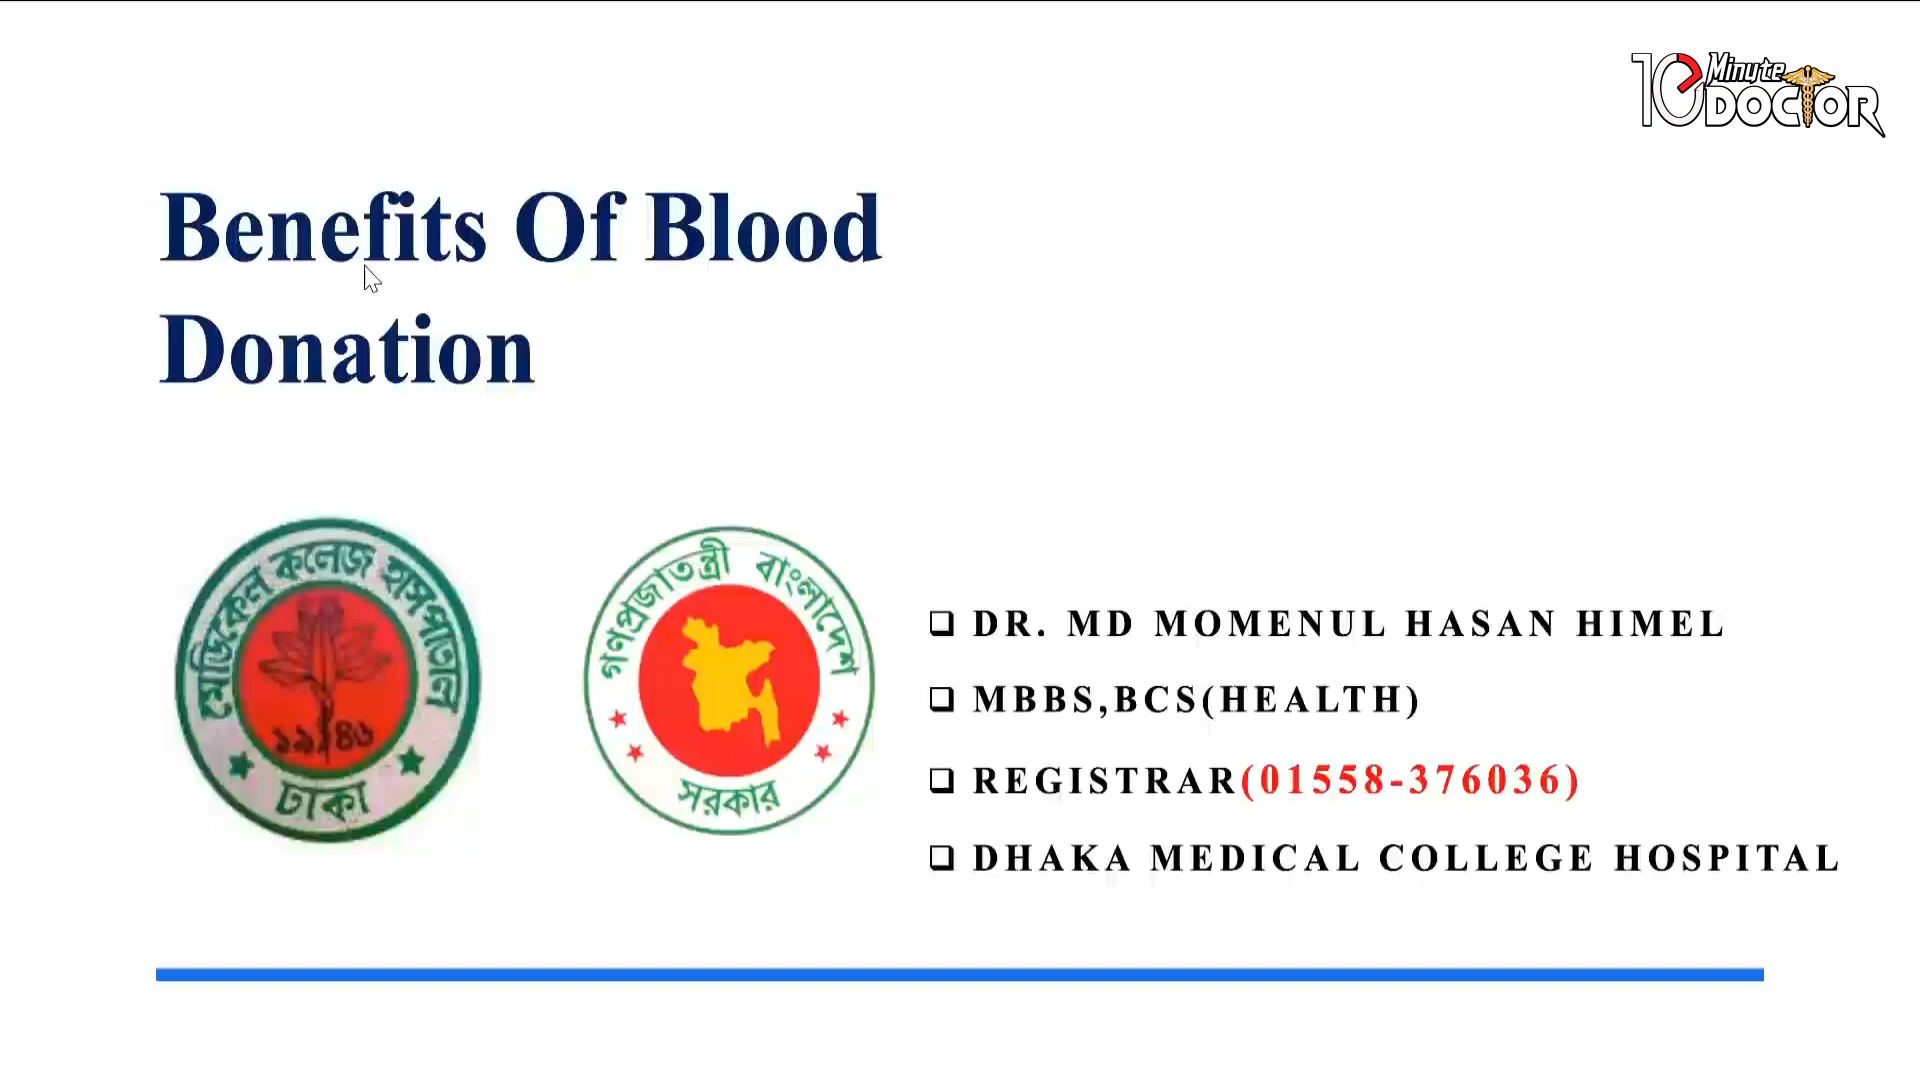 10 Minute
DOCTOR
Benefits Of Blood
Donation
মেডিকেল কলেজ হাসপাতাল
১৯৪৬
ঢাকা
গণপ্রজাতন্ত্রী বাংলাদেশ
সরকার
DR. MD MOMENUL HASAN HIMEL
MBBS,BCS(HEALTH)
REGISTRAR(01558-376036)
DHAKA MEDICAL COLLEGE HOSPITAL